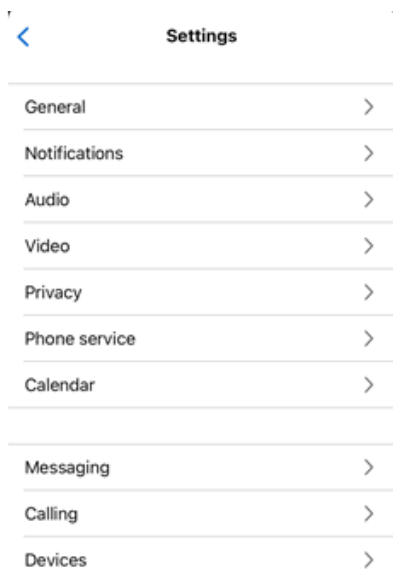 Settings
General
Notifications
Audio
Video
Privacy
Phone service
Calendar
Messaging
Calling
Devices